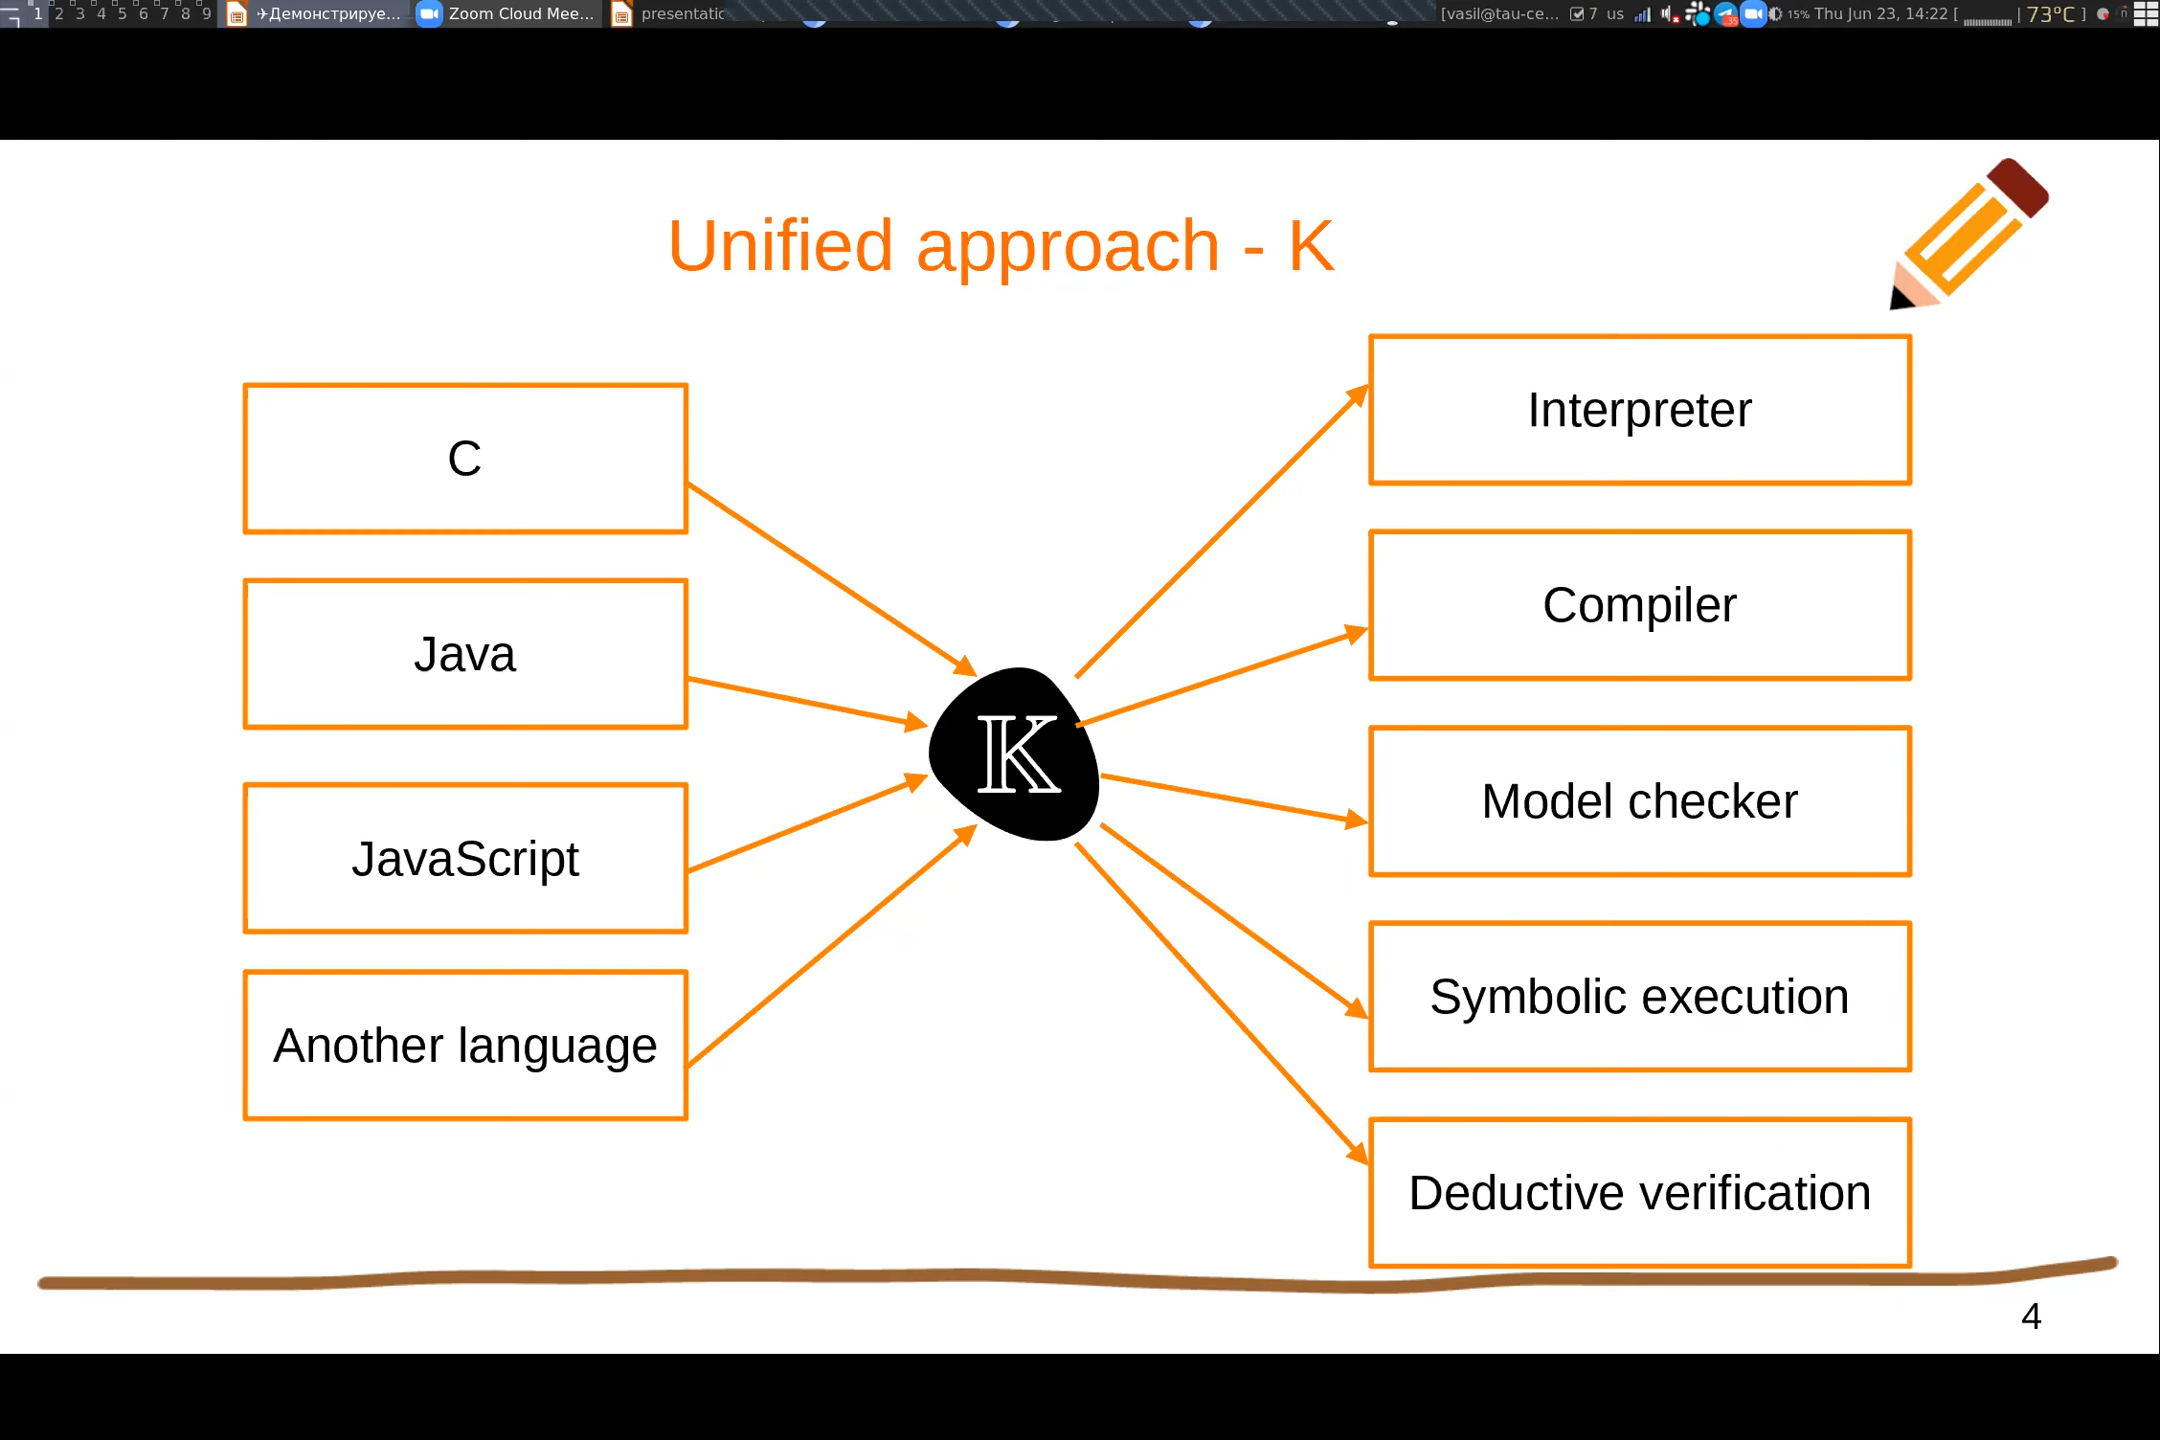 1 2 3 4 5 6 7 8 9 ✈Демонстрируе... Zoom Cloud Mee... presentatic [vasil@tau-ce... 7 us 15% Thu Jun 23, 14:22 [ | 73°C ]
Unified approach - K
C
Java
JavaScript
Another language
𝕂
Interpreter
Compiler
Model checker
Symbolic execution
Deductive verification
4